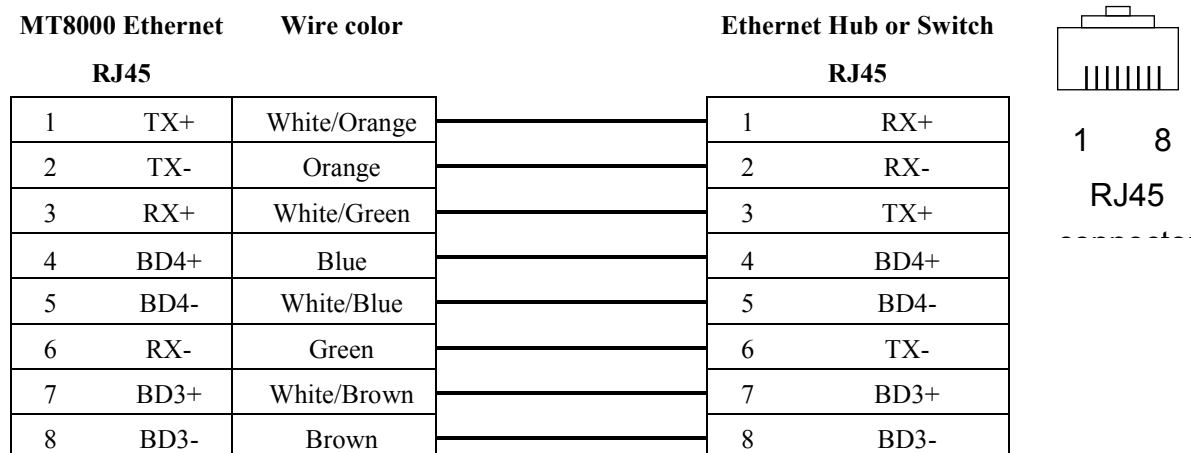 MT8000 Ethernet Wire color Ethernet Hub or Switch
RJ45 RJ45
1 TX+ White/Orange 1 RX+
2 TX- Orange 2 RX-
3 RX+ White/Green 3 TX+
4 BD4+ Blue 4 BD4+
5 BD4- White/Blue 5 BD4-
6 RX- Green 6 TX-
7 BD3+ White/Brown 7 BD3+
8 BD3- Brown 8 BD3-
1 8
RJ45